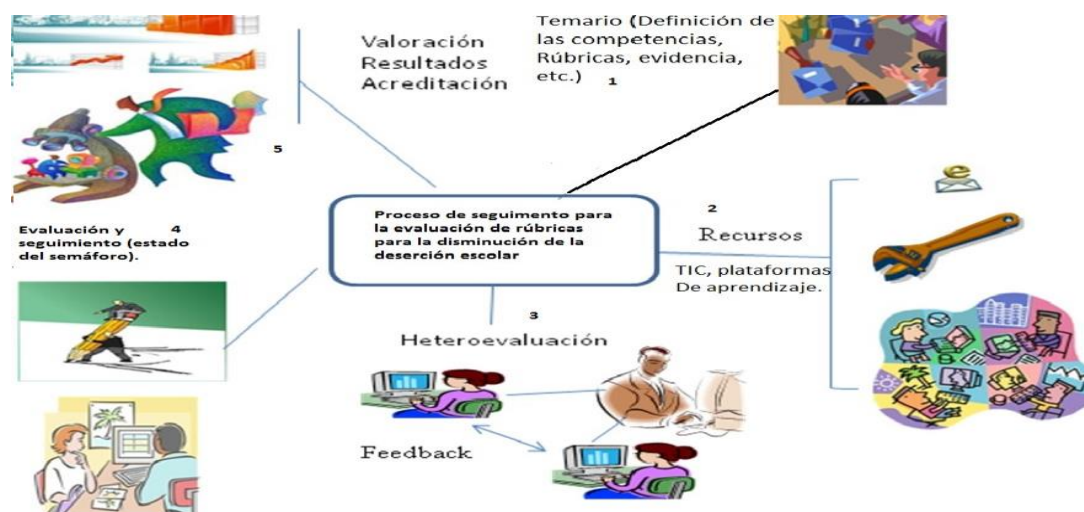 Valoración
Resultados
Acreditación
5
Temario (Definición de
las competencias,
Rúbricas, evidencia,
etc.)
1
Proceso de seguimento para
la evaluación de rúbricas
para la disminución de la
deserción escolar
2
Recursos
TIC, plataformas
De aprendizaje.
e
3
Heteroevaluación
Feedback
Evaluación y 4
seguimiento (estado
del semáforo).